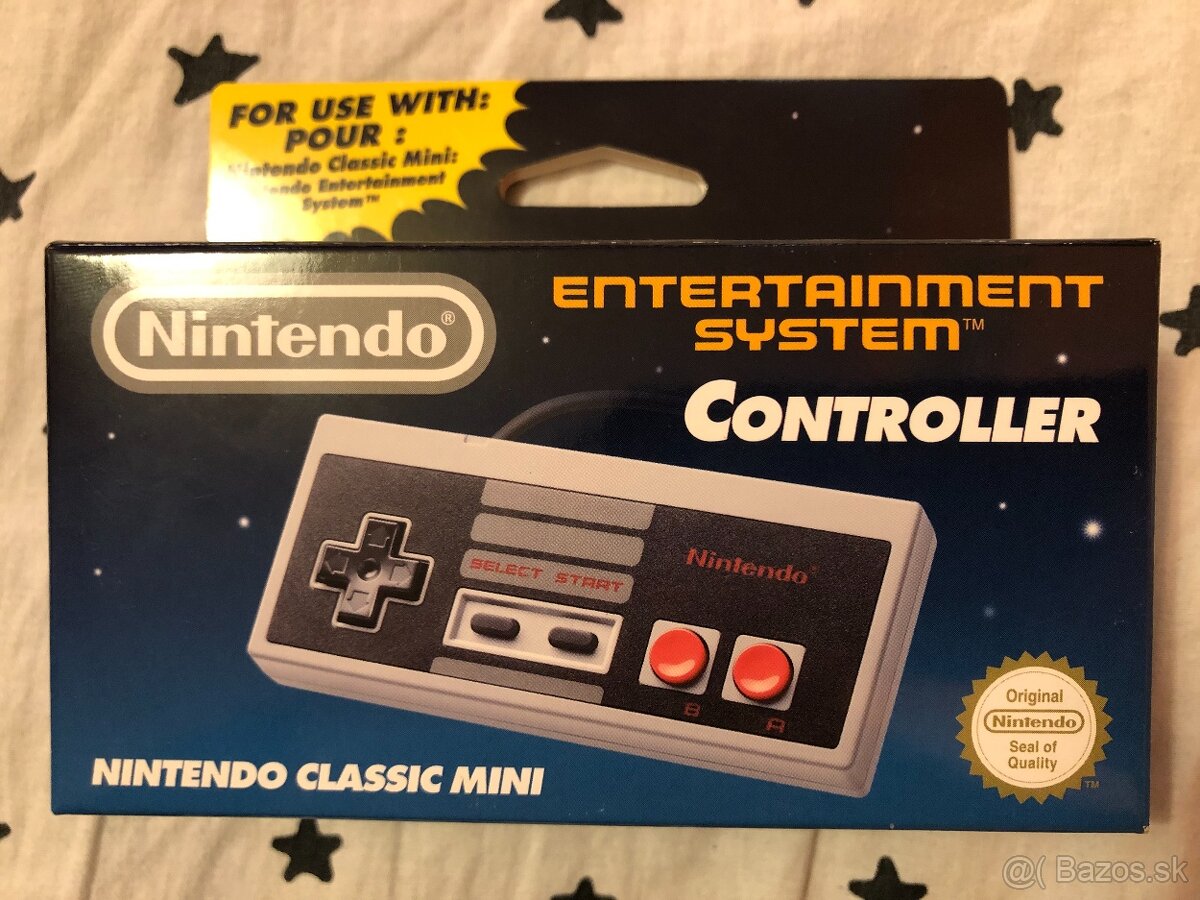 FOR USE WITH:
POUR :
Nintendo Classic Mini:
Entertainment
System™
Nintendo®
ENTERTAINMENT
SYSTEM™
CONTROLLER
Nintendo®
SELECT START
B A
Original
Nintendo
Seal of
Quality
TM
NINTENDO CLASSIC MINI
@( Bazos.sk